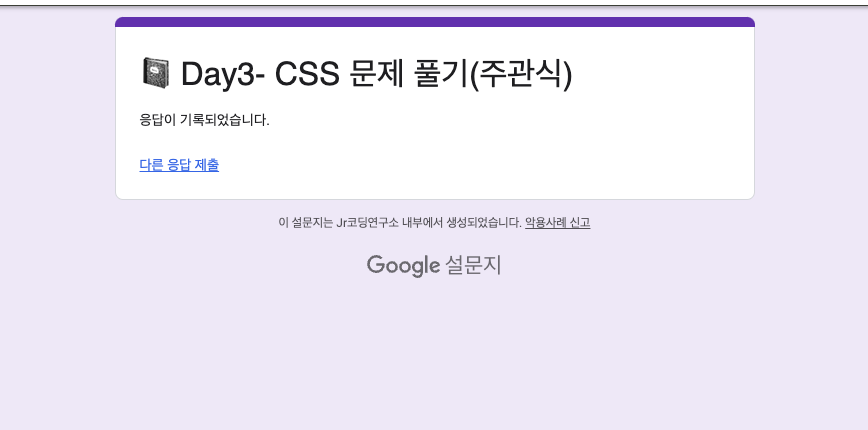 Day3- CSS 문제 풀기(주관식)
응답이 기록되었습니다.
다른 응답 제출
이 설문지는 Jr코딩연구소 내부에서 생성되었습니다. 악용사례 신고
Google 설문지